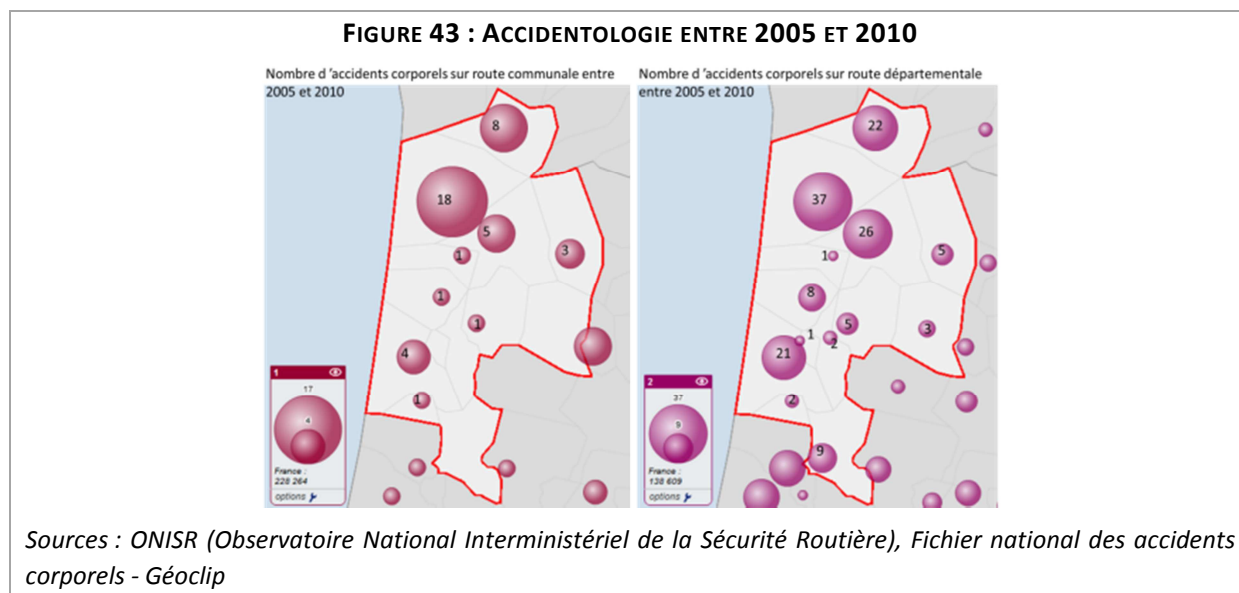 FIGURE 43 : ACCIDENTOLOGIE ENTRE 2005 ET 2010
Nombre d 'accidents corporels sur route communale entre
2005 et 2010
8
18
5
1
3
1
1
4
1
1
17
4
France :
228 264
options
Nombre d 'accidents corporels sur route départementale
entre 2005 et 2010
22
37
26
1
5
8
1
5
2
3
21
2
9
2
37
9
France :
138 609
options
Sources : ONISR (Observatoire National Interministériel de la Sécurité Routière), Fichier national des accidents
corporels - Géoclip